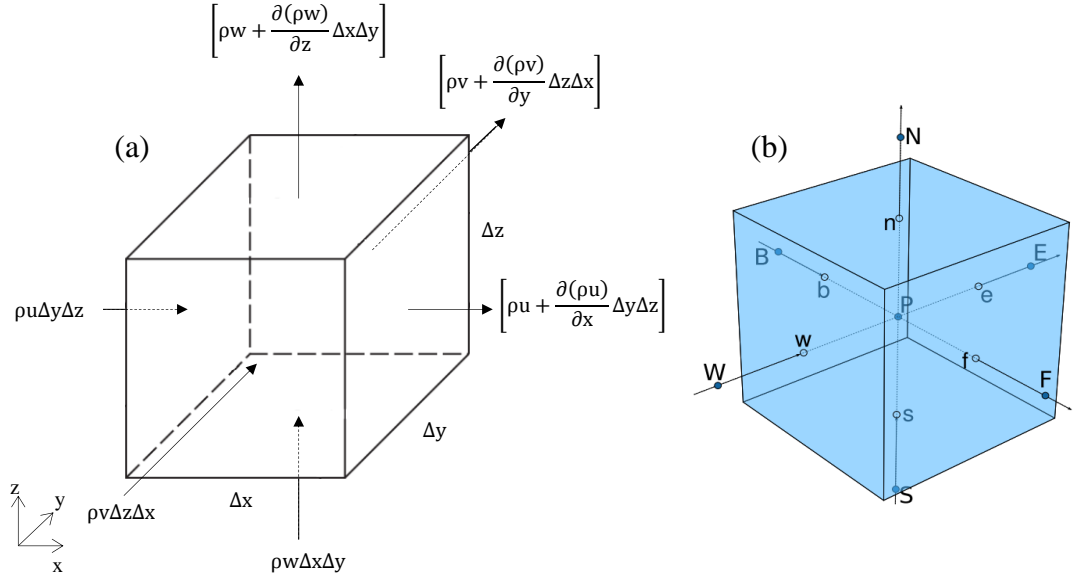 [ρw + ∂(ρw)/∂z ΔxΔy]
[ρv + ∂(ρv)/∂y ΔzΔx]
(a)
Δz
ρuΔyΔz
[ρu + ∂(ρu)/∂x ΔyΔz]
Δy
Δx
ρvΔzΔx
ρwΔxΔy
z
y
x
(b)
N
n
B
b
E
e
P
w
W
f
F
s
S